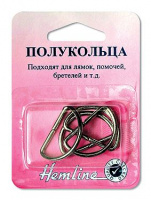 ПОЛУКОЛЬЦА
Подходят для лямок, помочей,
бретелей и т.д.
Hemline